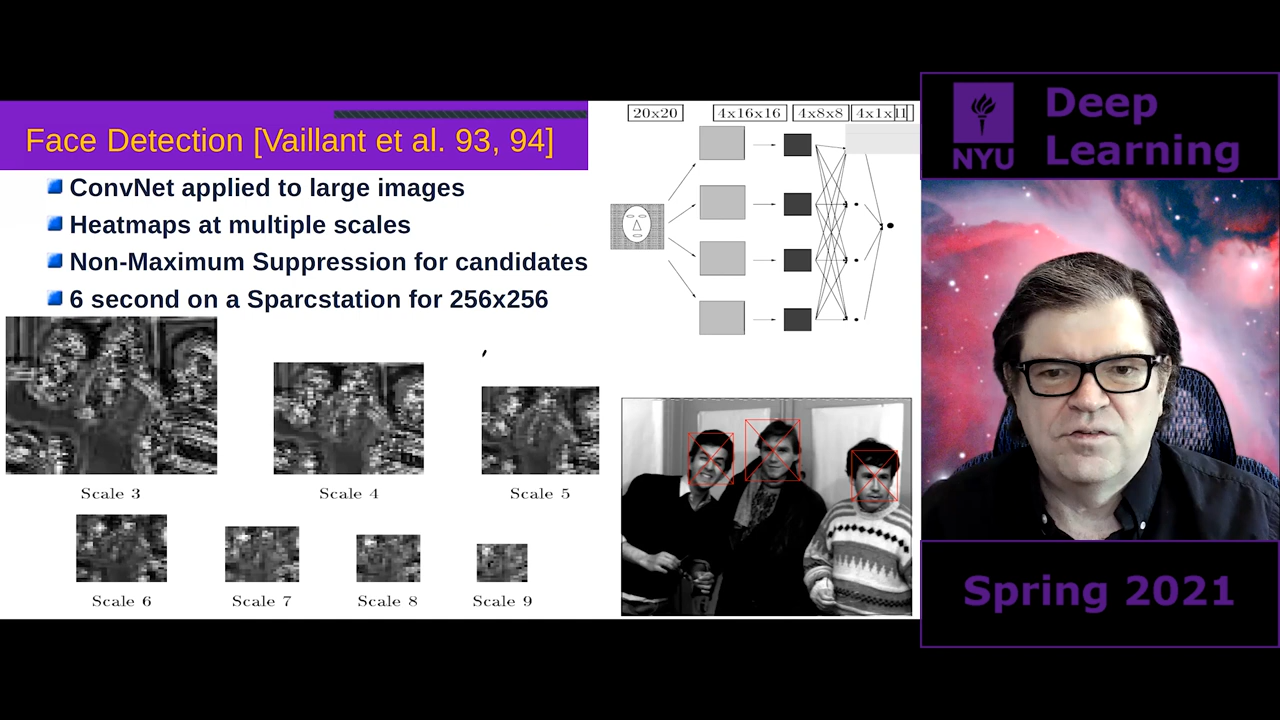 Face Detection [Vaillant et al. 93, 94]
ConvNet applied to large images
Heatmaps at multiple scales
Non-Maximum Suppression for candidates
6 second on a Sparcstation for 256x256
20x20
4x16x16
4x8x8
4x1x1
1
Scale 3
Scale 4
Scale 5
Scale 6
Scale 7
Scale 8
Scale 9
NYU
Deep
Learning
Spring 2021